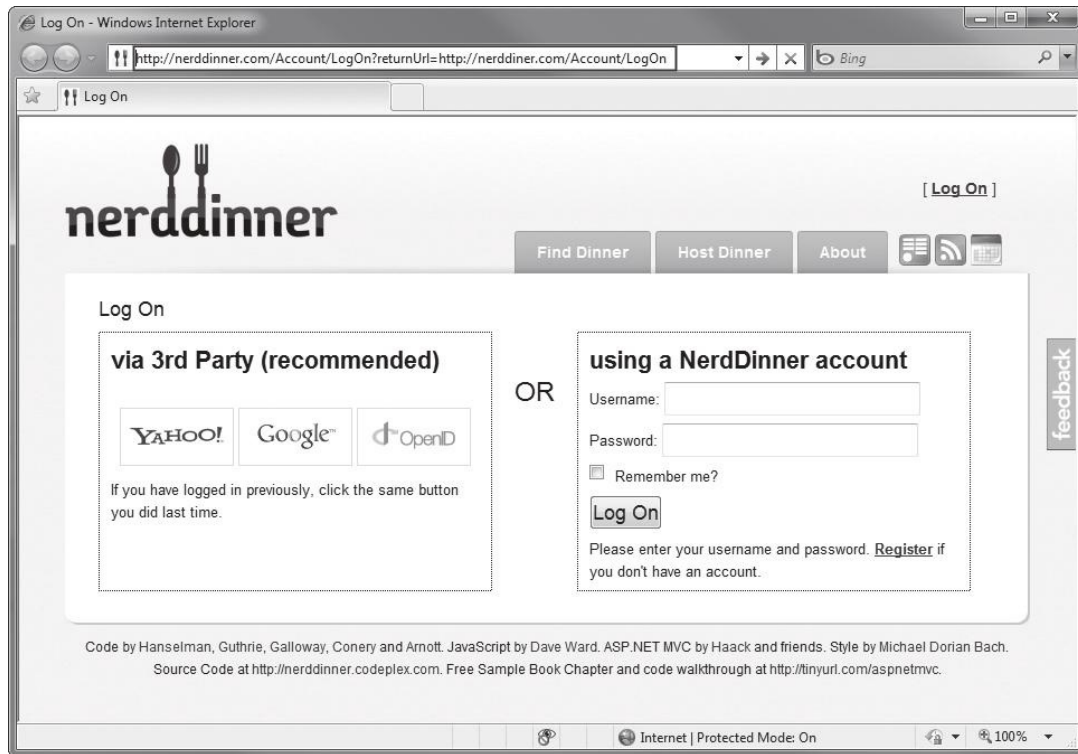 Log On - Windows Internet Explorer
http://nerddinner.com/Account/LogOn?returnUrl=http://nerddiner.com/Account/LogOn
Bing
Log On
nerddinner
[ Log On ]
Find Dinner
Host Dinner
About
Log On
via 3rd Party (recommended)
YAHOO!
Google™
OpenID
If you have logged in previously, click the same button
you did last time.
OR
using a NerdDinner account
Username:
Password:
Remember me?
Log On
Please enter your username and password. Register if
you don't have an account.
feedback
Code by Hanselman, Guthrie, Galloway, Conery and Arnott. JavaScript by Dave Ward. ASP.NET MVC by Haack and friends. Style by Michael Dorian Bach.
Source Code at http://nerddinner.codeplex.com. Free Sample Book Chapter and code walkthrough at http://tinyurl.com/aspnetmvc.
Internet | Protected Mode: On
100%